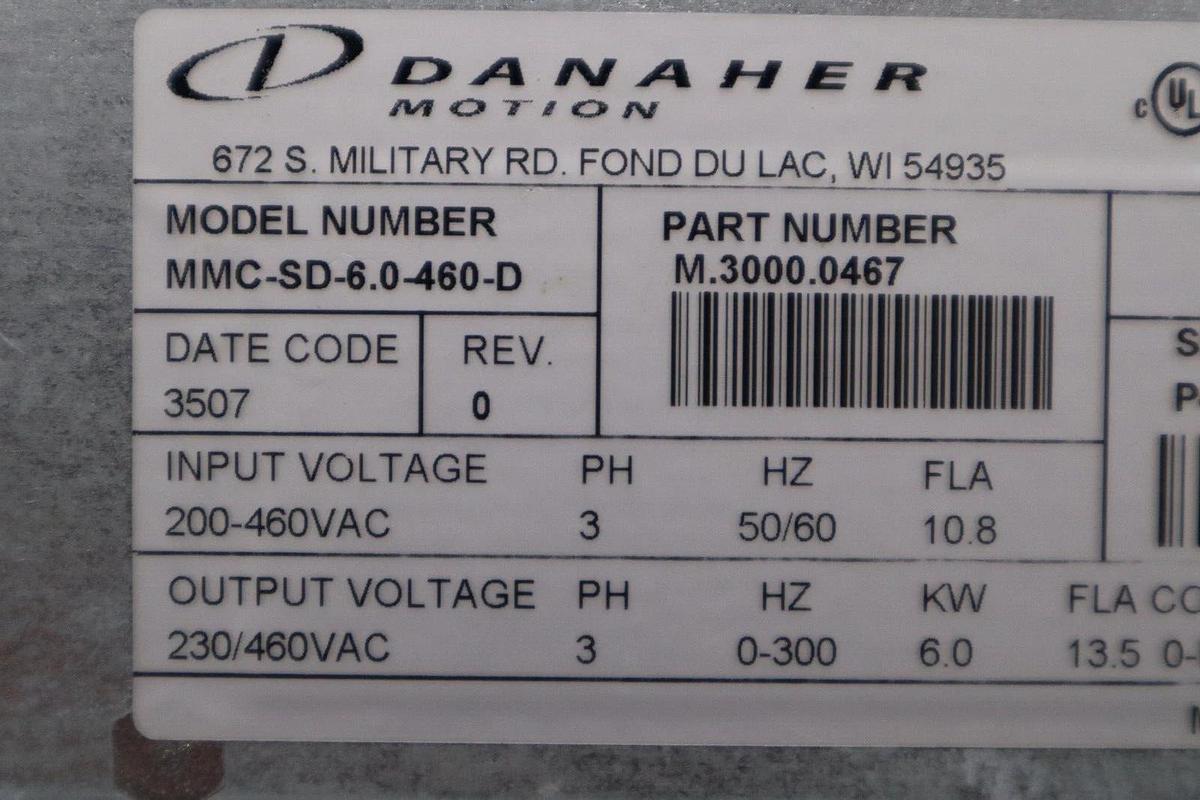 DANAHER
MOTION
c UL
672 S. MILITARY RD. FOND DU LAC, WI 54935
MODEL NUMBER
MMC-SD-6.0-460-D
PART NUMBER
M.3000.0467
DATE CODE
3507
REV.
0
INPUT VOLTAGE PH HZ FLA
200-460VAC 3 50/60 10.8
OUTPUT VOLTAGE PH HZ KW FLA
230/460VAC 3 0-300 6.0 13.5